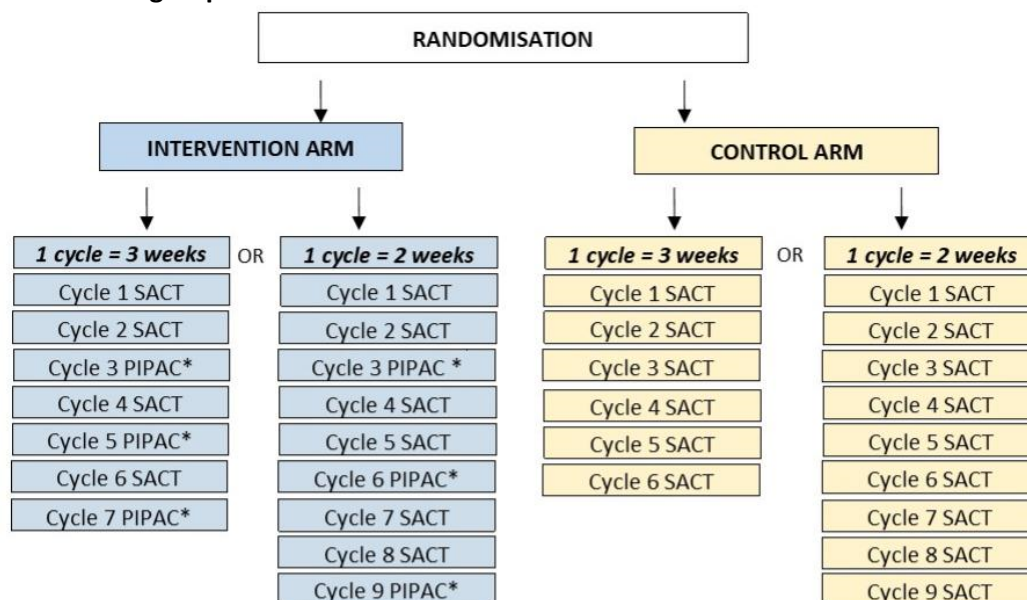 RANDOMISATION
INTERVENTION ARM
CONTROL ARM
1 cycle = 3 weeks OR 1 cycle = 2 weeks
1 cycle = 3 weeks OR 1 cycle = 2 weeks
Cycle 1 SACT
Cycle 2 SACT
Cycle 3 PIPAC*
Cycle 4 SACT
Cycle 5 PIPAC*
Cycle 6 SACT
Cycle 7 PIPAC*
Cycle 1 SACT
Cycle 2 SACT
Cycle 3 PIPAC *
Cycle 4 SACT
Cycle 5 SACT
Cycle 6 PIPAC*
Cycle 7 SACT
Cycle 8 SACT
Cycle 9 PIPAC*
Cycle 1 SACT
Cycle 2 SACT
Cycle 3 SACT
Cycle 4 SACT
Cycle 5 SACT
Cycle 6 SACT
Cycle 1 SACT
Cycle 2 SACT
Cycle 3 SACT
Cycle 4 SACT
Cycle 5 SACT
Cycle 6 SACT
Cycle 7 SACT
Cycle 8 SACT
Cycle 9 SACT